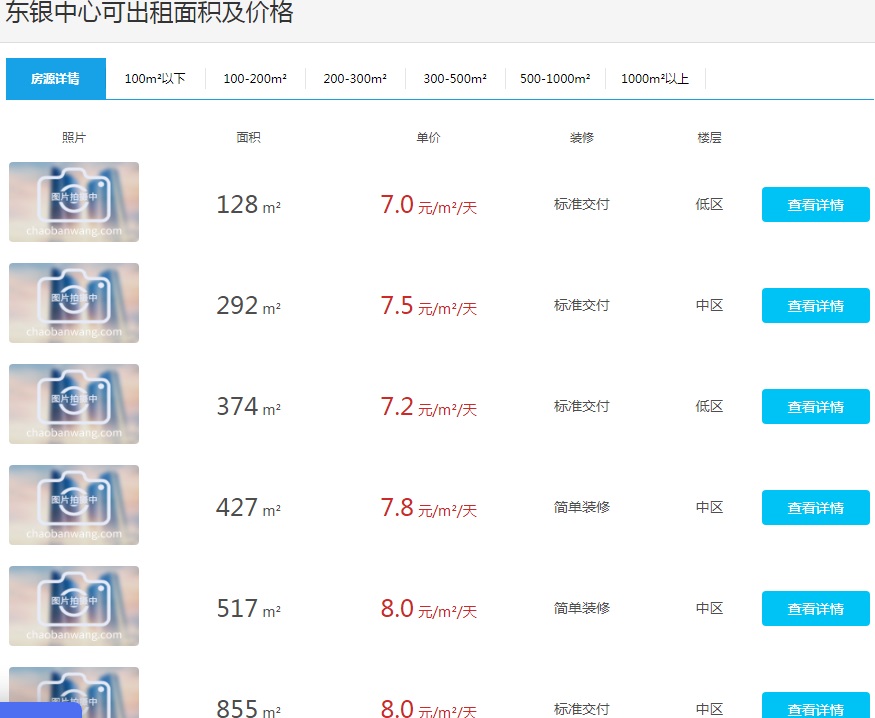 东银中心可出租面积及价格
房源详情 100m²以下 100-200m² 200-300m² 300-500m² 500-1000m² 1000m²以上
照片 面积 单价 装修 楼层
图片拍摄中
chaobanwang.com
128 m² 7.0 元/m²/天 标准交付 低区 查看详情
图片拍摄中
chaobanwang.com
292 m² 7.5 元/m²/天 标准交付 中区 查看详情
图片拍摄中
chaobanwang.com
374 m² 7.2 元/m²/天 标准交付 低区 查看详情
图片拍摄中
chaobanwang.com
427 m² 7.8 元/m²/天 简单装修 中区 查看详情
图片拍摄中
chaobanwang.com
517 m² 8.0 元/m²/天 简单装修 中区 查看详情
图片拍摄中
855 m² 8.0 元/m²/天 标准交付 中区 查看详情